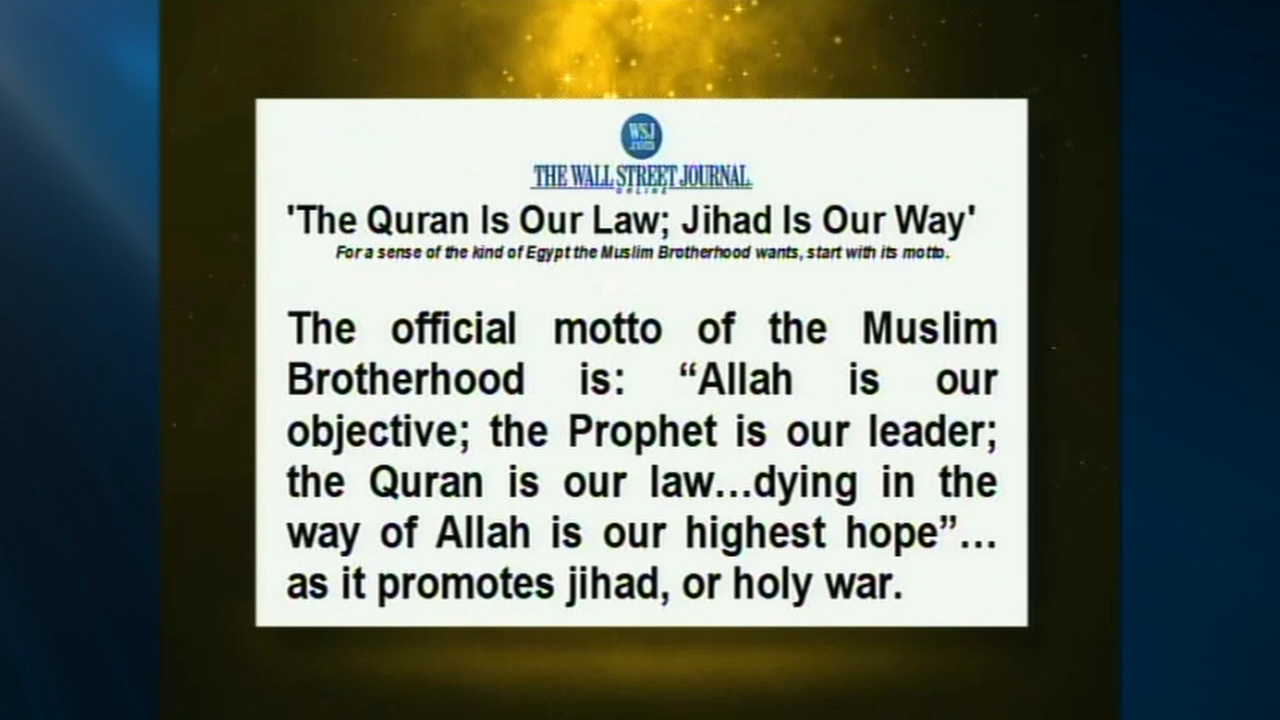 WSJ
.com
THE WALL STREET JOURNAL.
ONLINE
'The Quran Is Our Law; Jihad Is Our Way'
For a sense of the kind of Egypt the Muslim Brotherhood wants, start with its motto.
The official motto of the Muslim
Brotherhood is: “Allah is our
objective; the Prophet is our leader;
the Quran is our law...dying in the
way of Allah is our highest hope”...
as it promotes jihad, or holy war.